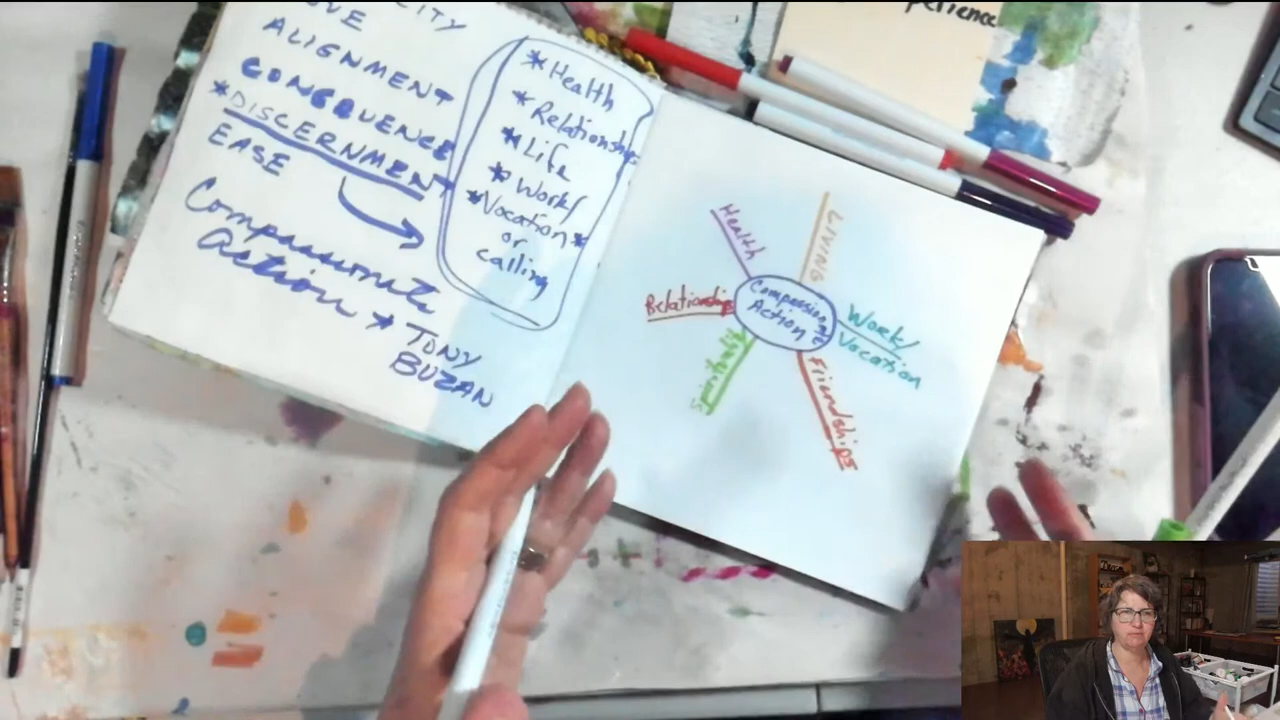 ALIGNMENT
CONGRUENCE
*DISCERNMENT
EASE
Compassionate
Action * TONY
BUZAN
*Health
*Relationships
*Life
*Work/
*Vocation*
or
calling
Health
LIVING
Relationships
Compassionate
Action
Work/
Vocation
Spirituality
Friendships